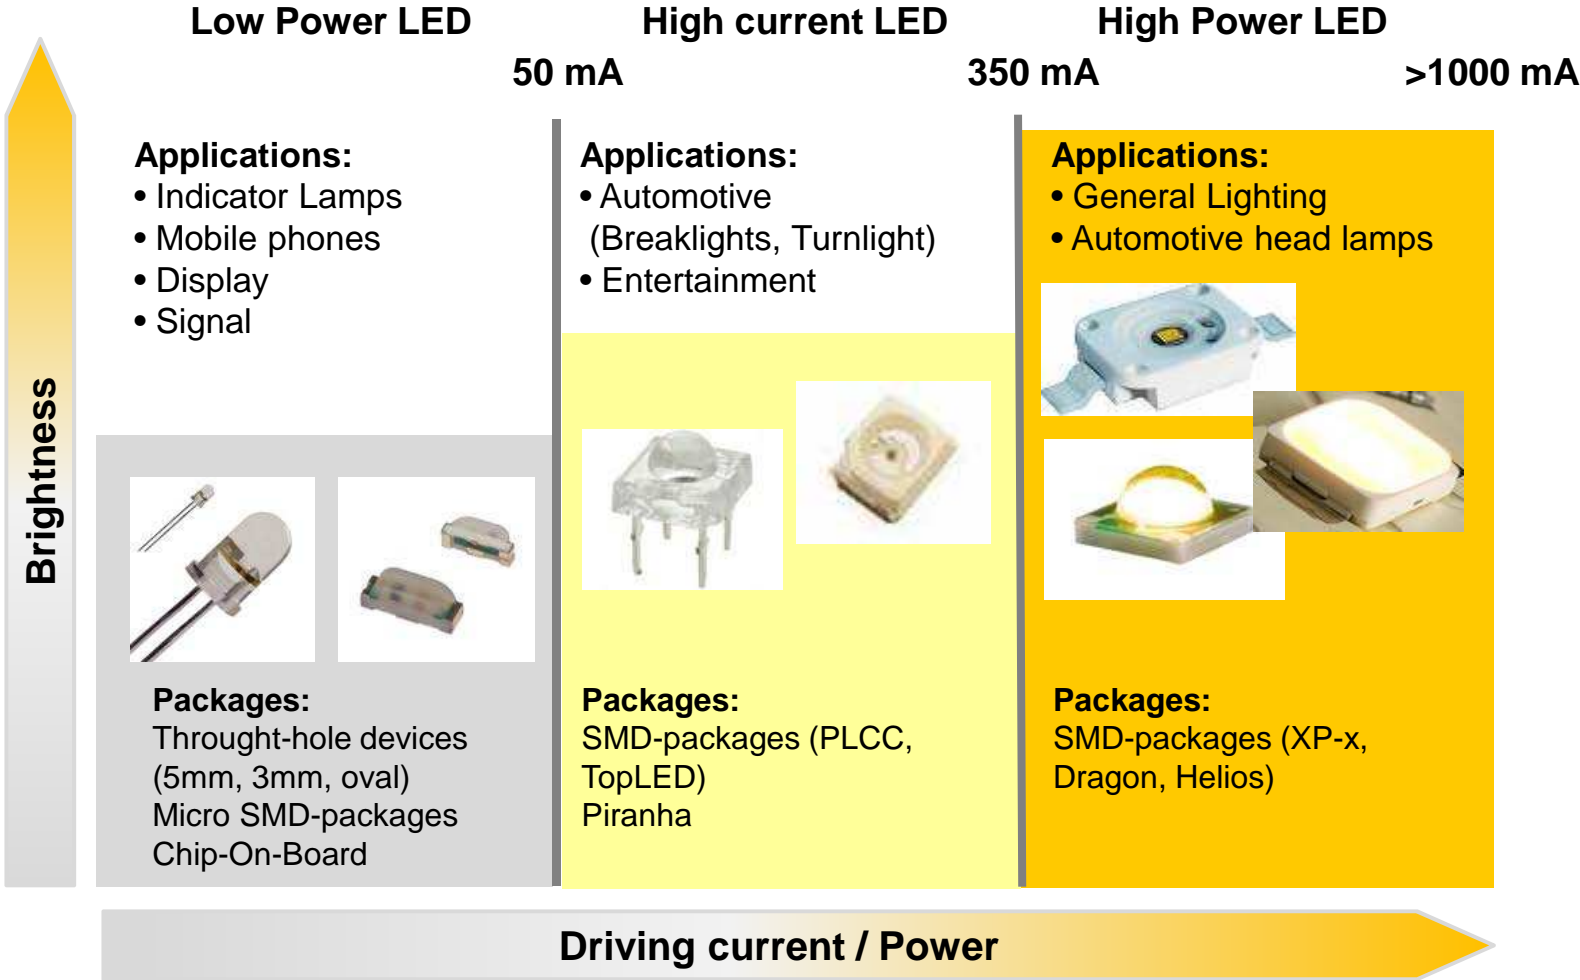 Low Power LED
High current LED
High Power LED
50 mA
350 mA
>1000 mA
Brightness
Applications:
• Indicator Lamps
• Mobile phones
• Display
• Signal
Packages:
Throught-hole devices
(5mm, 3mm, oval)
Micro SMD-packages
Chip-On-Board
Applications:
• Automotive
(Breaklights, Turnlight)
• Entertainment
Packages:
SMD-packages (PLCC,
TopLED)
Piranha
Applications:
• General Lighting
• Automotive head lamps
Packages:
SMD-packages (XP-x,
Dragon, Helios)
Driving current / Power